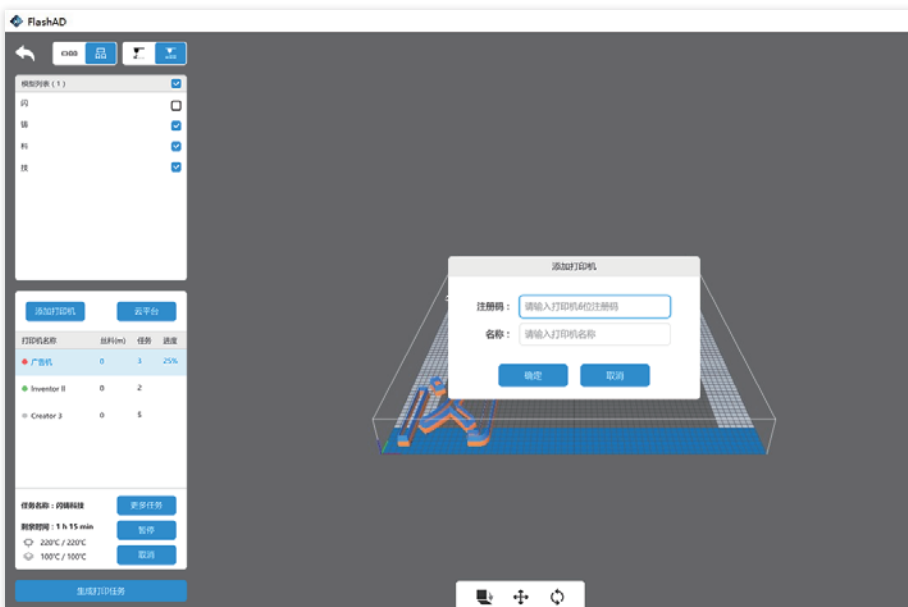 FlashAD
模型列表 ( 1 )
闪
铸
科
技
添加打印机
云平台
打印机名称 丝料(m) 任务 进度
广告机 0 3 25%
Inventor II 0 2
Creator 3 0 5
任务名称：闪铸科技
更多任务
剩余时间：1 h 15 min
暂停
220℃ / 220℃
100℃ / 100℃
取消
生成打印任务
添加打印机
注册码：
请输入打印机6位注册码
名称：
请输入打印机名称
确定
取消